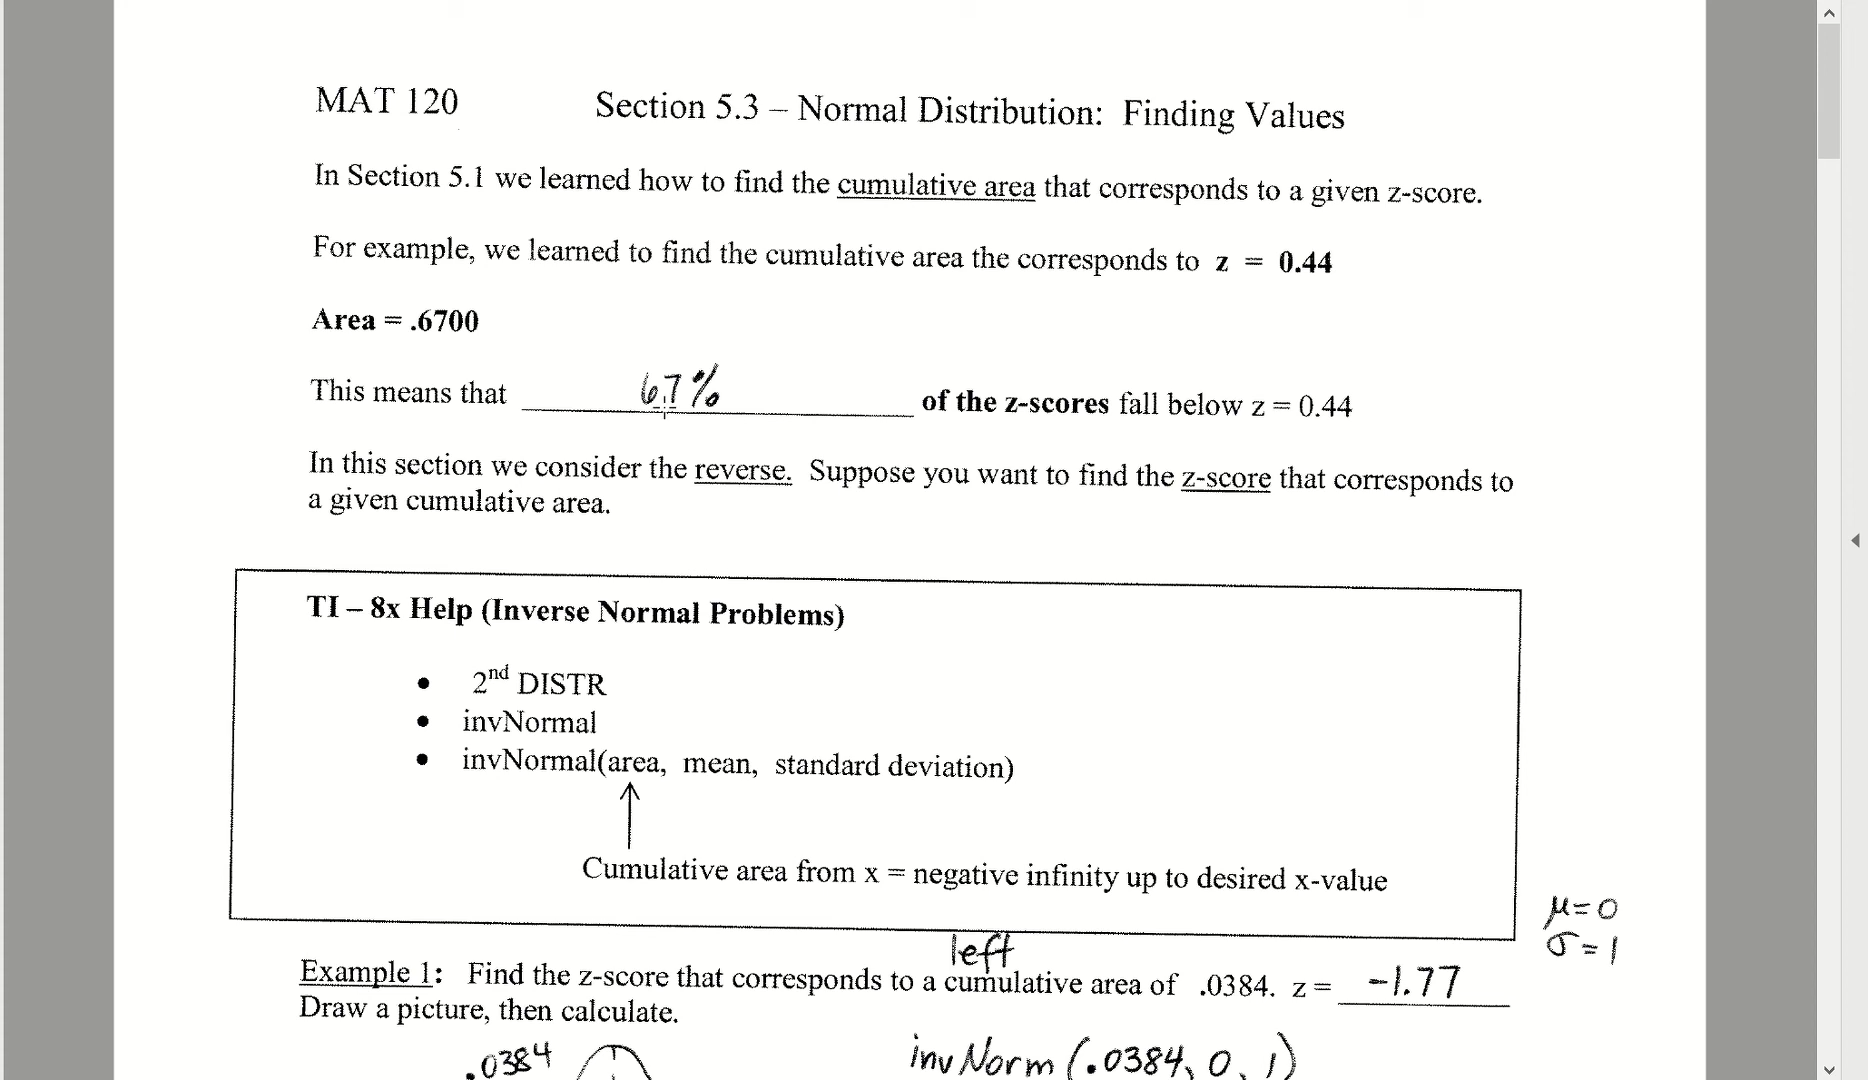 MAT 120 Section 5.3 – Normal Distribution: Finding Values
In Section 5.1 we learned how to find the cumulative area that corresponds to a given z-score.
For example, we learned to find the cumulative area the corresponds to z = 0.44
Area = .6700
This means that 67% of the z-scores fall below z = 0.44
In this section we consider the reverse. Suppose you want to find the z-score that corresponds to
a given cumulative area.
TI – 8x Help (Inverse Normal Problems)
• 2nd DISTR
• invNormal
• invNormal(area, mean, standard deviation)
Cumulative area from x = negative infinity up to desired x-value
μ=0
σ=1
left
Example 1: Find the z-score that corresponds to a cumulative area of .0384. z = -1.77
Draw a picture, then calculate.
.0384 invNorm(.0384, 0, 1)